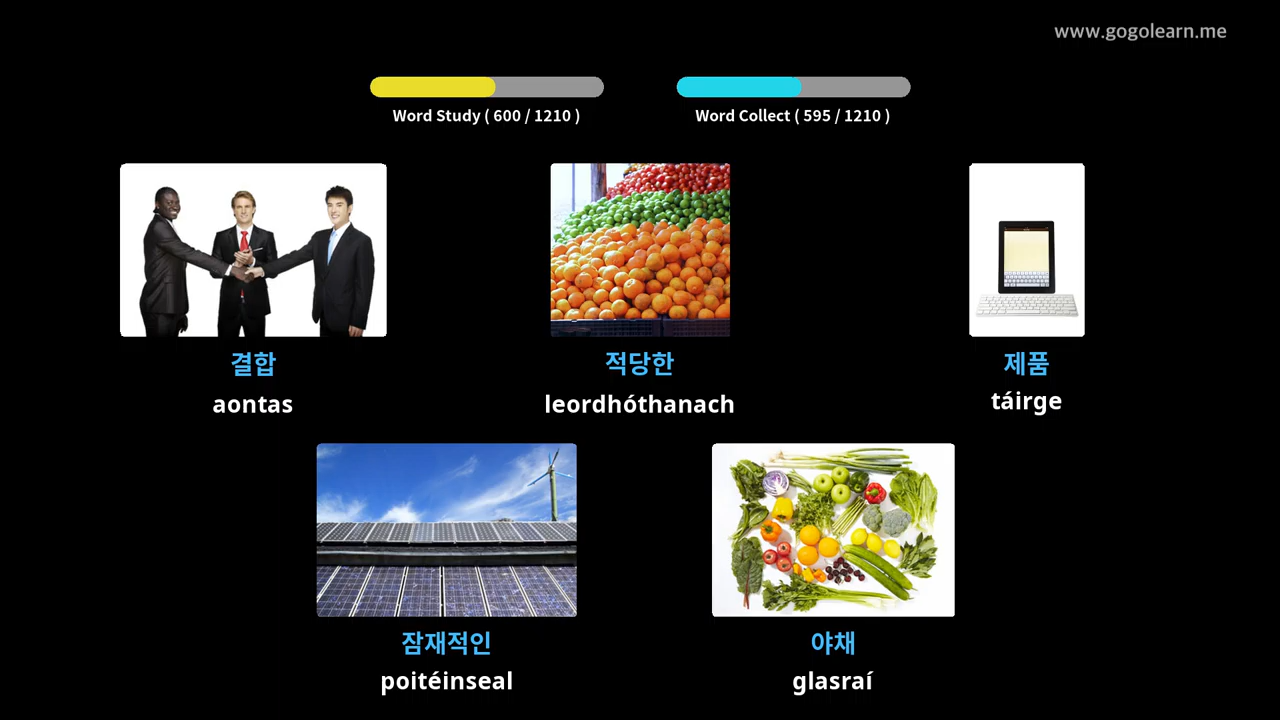 www.gogolearn.me
Word Study ( 600 / 1210 )
Word Collect ( 595 / 1210 )
결합
적당한
제품
aontas
leordhóthanach
táirge
잠재적인
야채
poitéinseal
glasraí